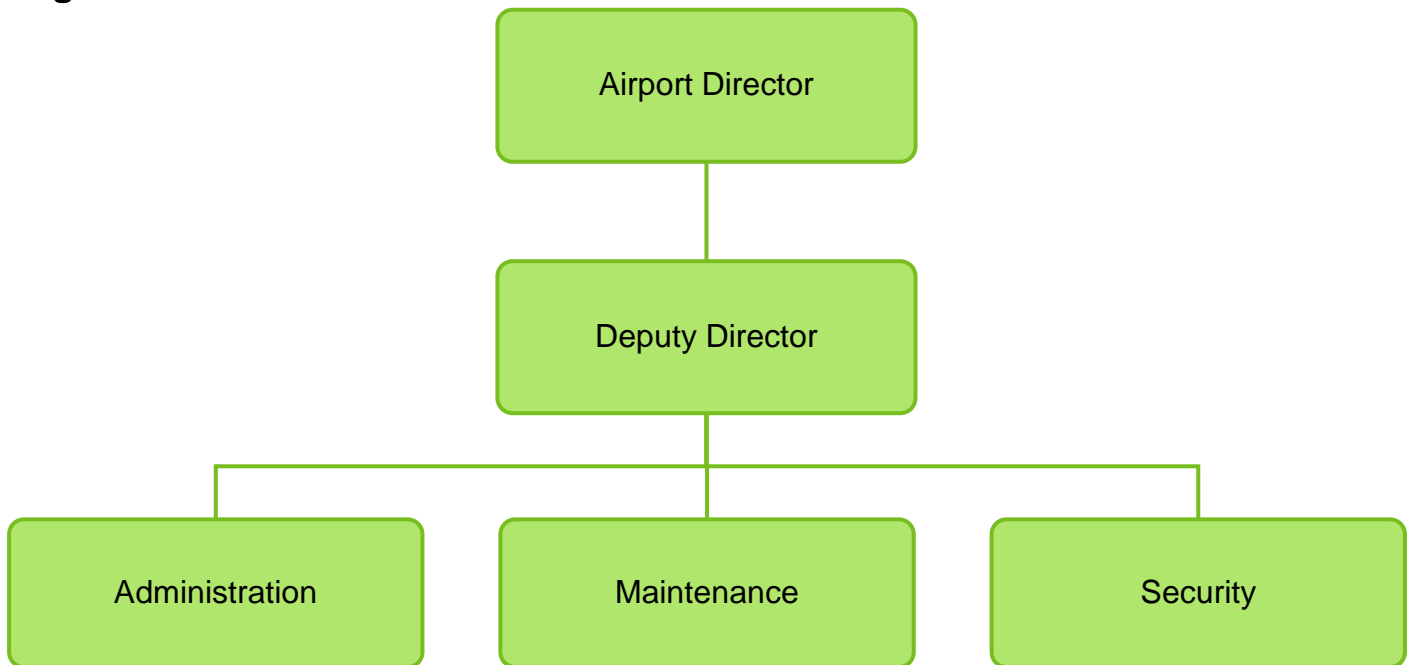 Airport Director
Deputy Director
Administration
Maintenance
Security